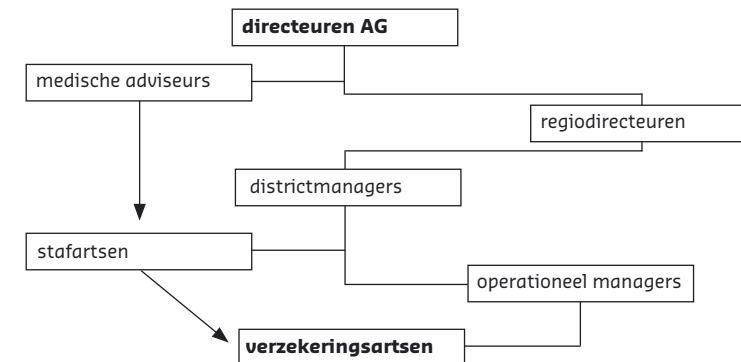 directeuren AG
medische adviseurs
regiodirecteuren
districtmanagers
stafartsen
operationeel managers
verzekeringsartsen